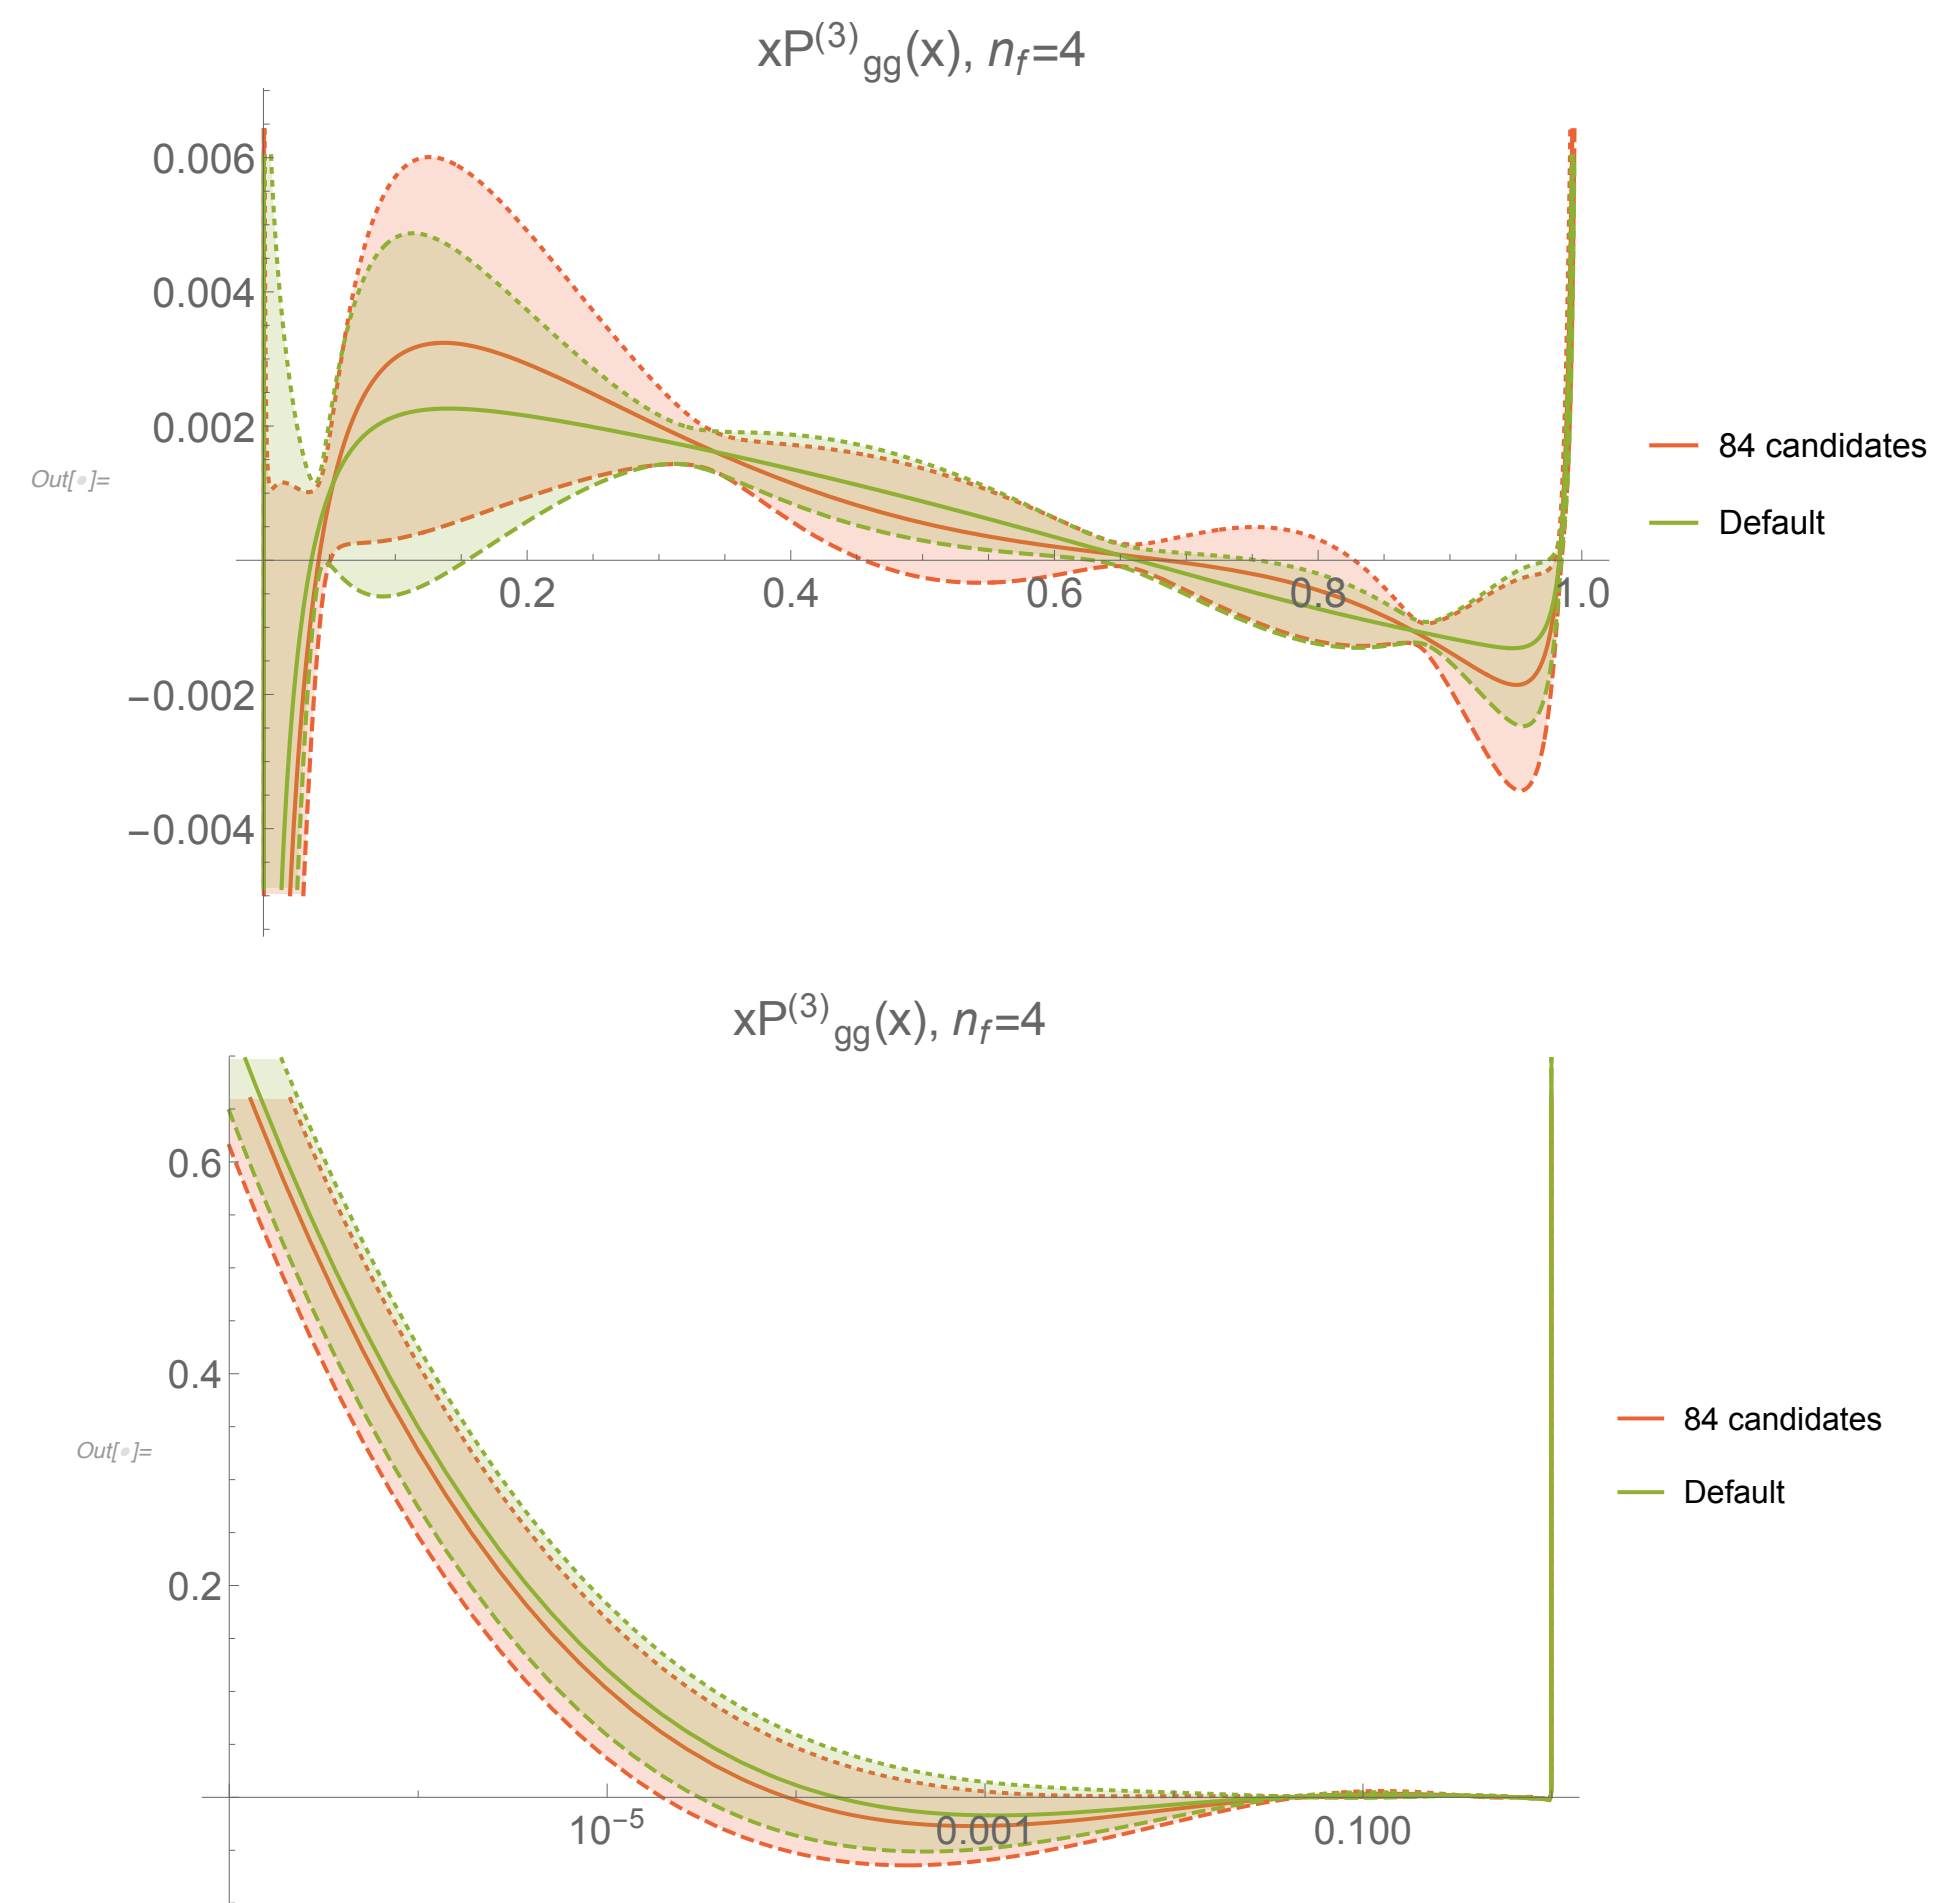 xP⁽³⁾gg(x), nf=4
0.006
0.004
0.002
Out[•]=
−0.002
−0.004
0.2 0.4 0.6 0.8 1.0
84 candidates
Default
xP⁽³⁾gg(x), nf=4
0.6
0.4
Out[•]=
0.2
10⁻⁵ 0.001 0.100
84 candidates
Default